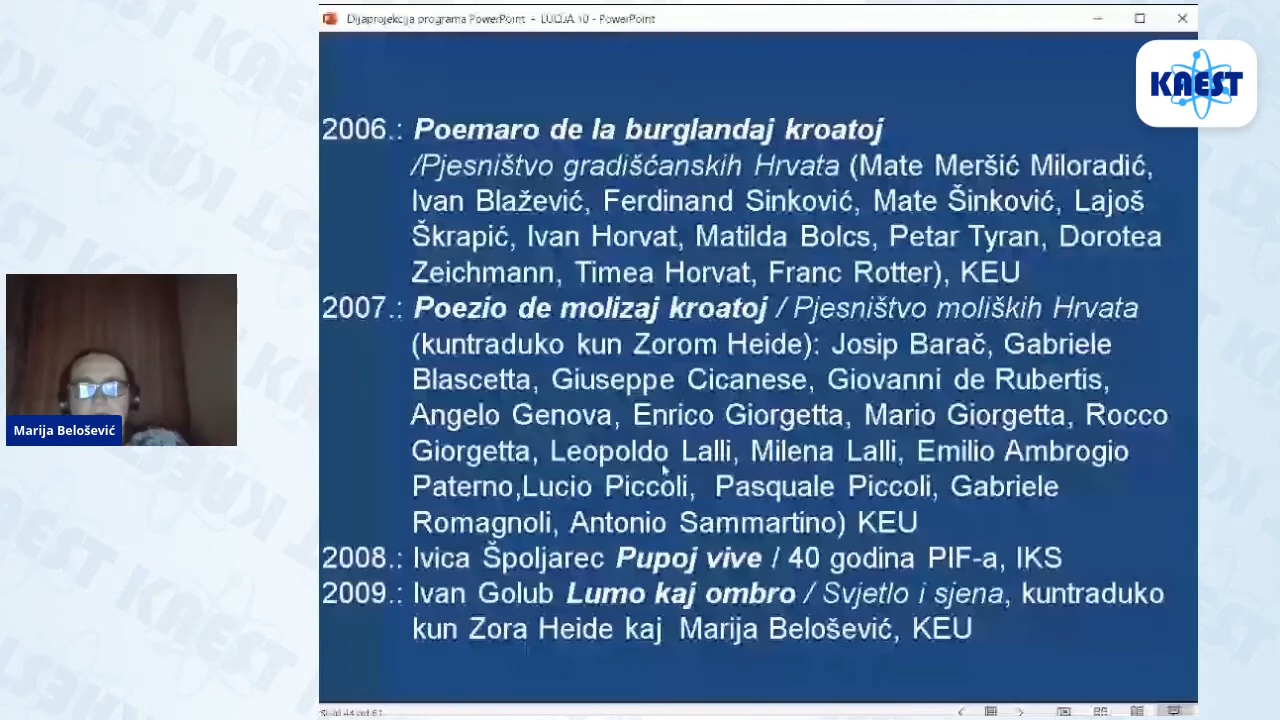 Dijaprojekcija programa PowerPoint - LUCIJA 10 - PowerPoint
KAEST
2006.: Poemaro de la burglandaj kroatoj
/Pjesništvo gradišćanskih Hrvata (Mate Meršić Miloradić,
Ivan Blažević, Ferdinand Sinković, Mate Šinković, Lajoš
Škrapić, Ivan Horvat, Matilda Bolcs, Petar Tyran, Dorotea
Zeichmann, Timea Horvat, Franc Rotter), KEU
2007.: Poezio de molizaj kroatoj / Pjesništvo moliških Hrvata
(kuntraduko kun Zorom Heide): Josip Barač, Gabriele
Blascetta, Giuseppe Cicanese, Giovanni de Rubertis,
Angelo Genova, Enrico Giorgetta, Mario Giorgetta, Rocco
Giorgetta, Leopoldo Lalli, Milena Lalli, Emilio Ambrogio
Paterno,Lucio Piccoli, Pasquale Piccoli, Gabriele
Romagnoli, Antonio Sammartino) KEU
2008.: Ivica Špoljarec Pupoj vive / 40 godina PIF-a, IKS
2009.: Ivan Golub Lumo kaj ombro / Svjetlo i sjena, kuntraduko
kun Zora Heide kaj Marija Belošević, KEU
Marija Belošević
Slajd 44 od 61